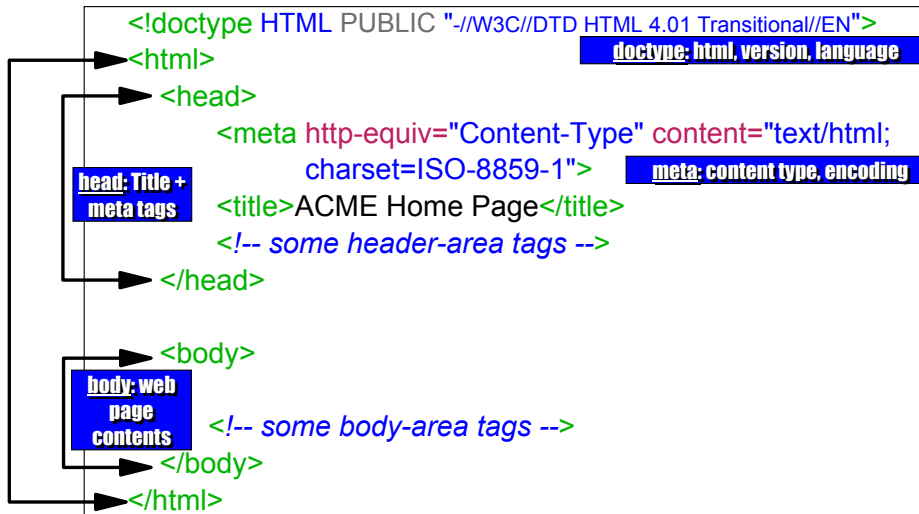 <!doctype HTML PUBLIC "-//W3C//DTD HTML 4.01 Transitional//EN">
doctype: html, version, language
<html>
<head>
<meta http-equiv="Content-Type" content="text/html;
charset=ISO-8859-1">
meta: content type, encoding
head: Title +
meta tags
<title>ACME Home Page</title>
<!-- some header-area tags -->
</head>
<body>
body: web
page
contents
<!-- some body-area tags -->
</body>
</html>